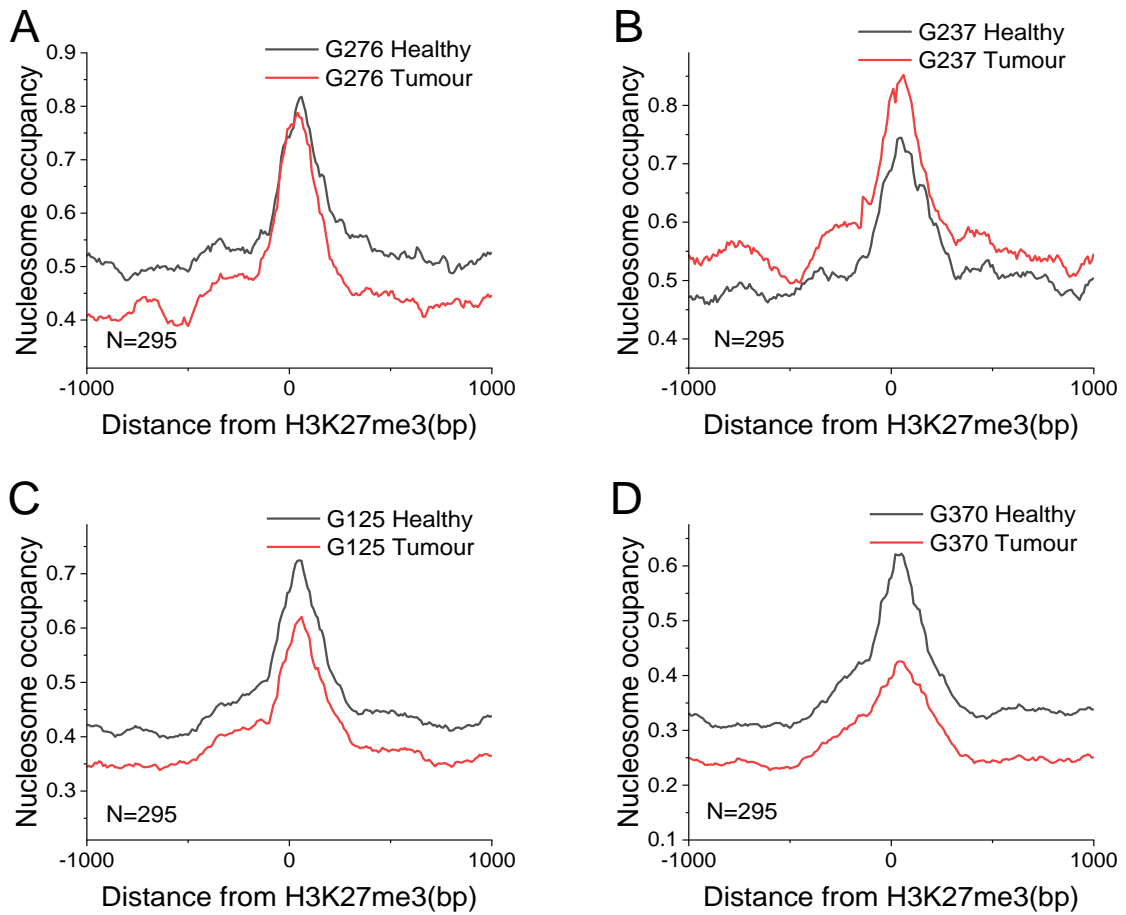 A
G276 Healthy
G276 Tumour
0.9
0.8
0.7
0.6
0.5
0.4
Nucleosome occupancy
N=295
-1000
0
1000
Distance from H3K27me3(bp)
B
G237 Healthy
G237 Tumour
0.8
0.7
0.6
0.5
0.4
Nucleosome occupancy
N=295
-1000
0
1000
Distance from H3K27me3(bp)
C
G125 Healthy
G125 Tumour
0.7
0.6
0.5
0.4
0.3
Nucleosome occupancy
N=295
-1000
0
1000
Distance from H3K27me3(bp)
D
G370 Healthy
G370 Tumour
0.6
0.5
0.4
0.3
0.2
0.1
Nucleosome occupancy
N=295
-1000
0
1000
Distance from H3K27me3(bp)